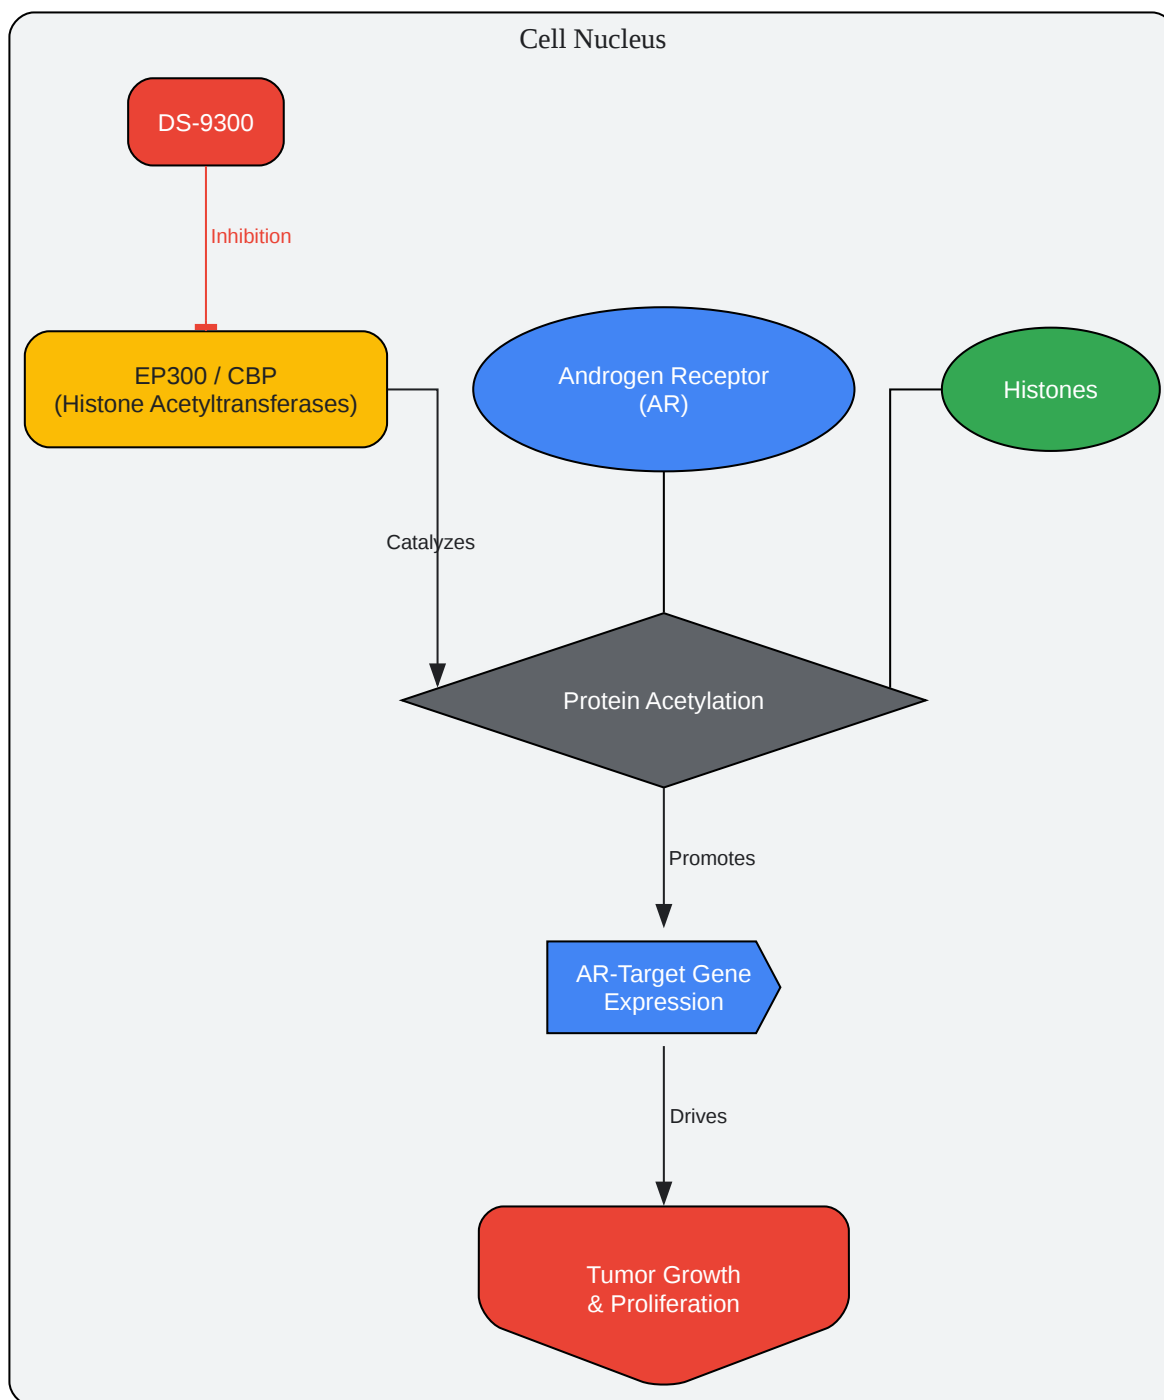 Cell Nucleus
DS-9300
Inhibition
EP300 / CBP
(Histone Acetyltransferases)
Androgen Receptor
(AR)
Histones
Catalyzes
Protein Acetylation
Promotes
AR-Target Gene
Expression
Drives
Tumor Growth
& Proliferation